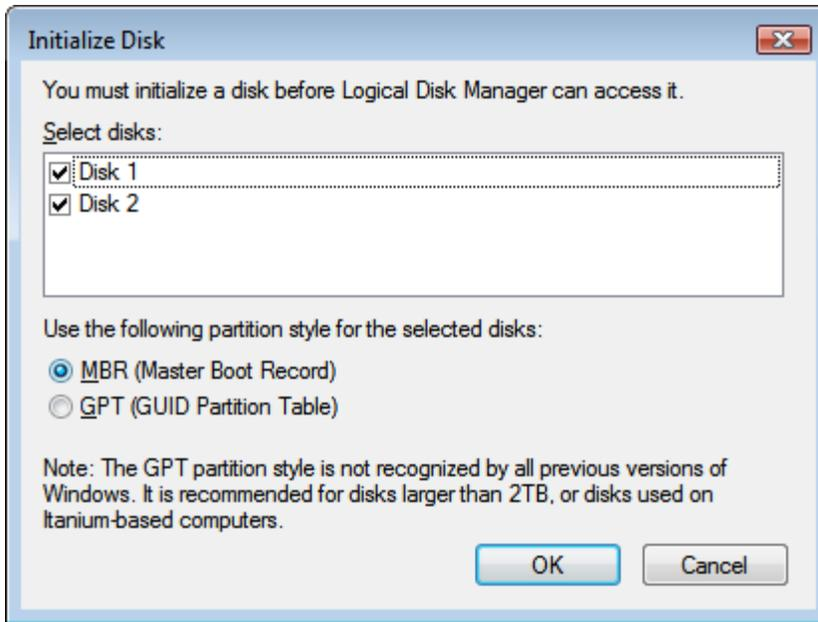 Initialize Disk
You must initialize a disk before Logical Disk Manager can access it.
Select disks:
Disk 1
Disk 2
Use the following partition style for the selected disks:
MBR (Master Boot Record)
GPT (GUID Partition Table)
Note: The GPT partition style is not recognized by all previous versions of
Windows. It is recommended for disks larger than 2TB, or disks used on
Itanium-based computers.
OK Cancel